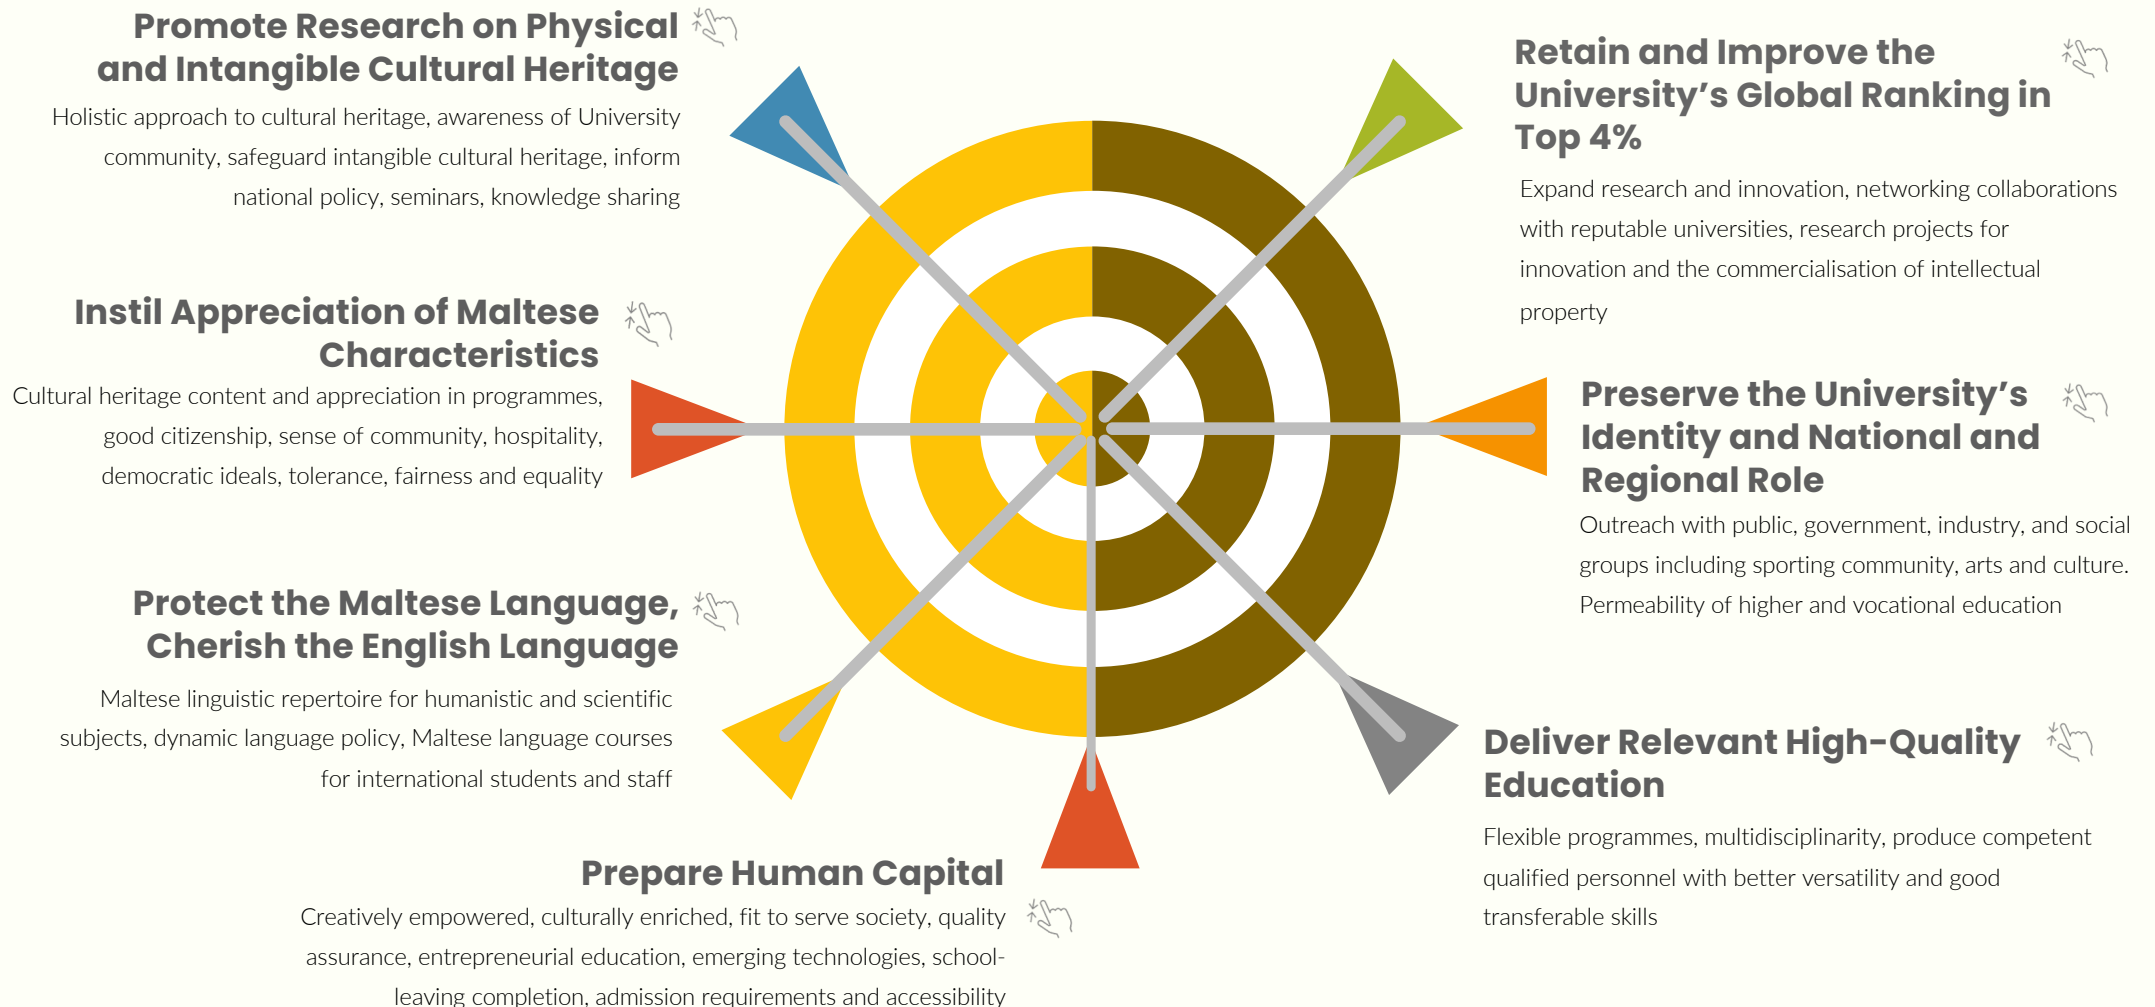 Promote Research on Physical
and Intangible Cultural Heritage
Holistic approach to cultural heritage, awareness of University
community, safeguard intangible cultural heritage, inform
national policy, seminars, knowledge sharing
Instil Appreciation of Maltese
Characteristics
Cultural heritage content and appreciation in programmes,
good citizenship, sense of community, hospitality,
democratic ideals, tolerance, fairness and equality
Protect the Maltese Language,
Cherish the English Language
Maltese linguistic repertoire for humanistic and scientific
subjects, dynamic language policy, Maltese language courses
for international students and staff
Prepare Human Capital
Creatively empowered, culturally enriched, fit to serve society, quality
assurance, entrepreneurial education, emerging technologies, school-
leaving completion, admission requirements and accessibility
Retain and Improve the
University’s Global Ranking in
Top 4%
Expand research and innovation, networking collaborations
with reputable universities, research projects for
innovation and the commercialisation of intellectual
property
Preserve the University’s
Identity and National and
Regional Role
Outreach with public, government, industry, and social
groups including sporting community, arts and culture.
Permeability of higher and vocational education
Deliver Relevant High-Quality
Education
Flexible programmes, multidisciplinarity, produce competent
qualified personnel with better versatility and good
transferable skills